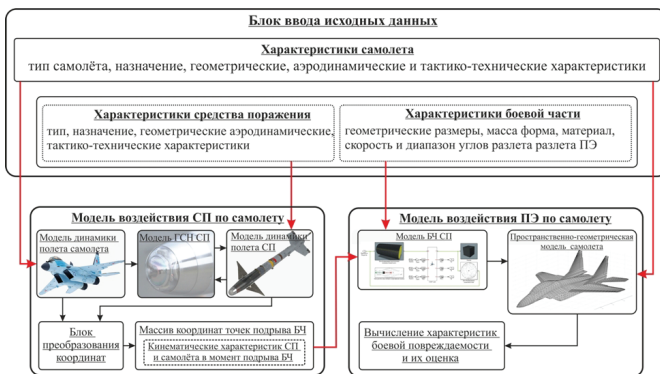 Блок ввода исходных данных
Характеристики самолета
тип самолёта, назначение, геометрические, аэродинамические и тактико-технические характеристики
Характеристики средства поражения
тип, назначение, геометрические аэродинамические,
тактико-технические характеристики
Характеристики боевой части
геометрические размеры, масса форма, материал,
скорость и диапазон углов разлета разлета ПЭ
Модель воздействия СП по самолету
Модель динамики
полета самолета
Модель ГСН СП
Модель динамики
полета СП
Блок
преобразования
координат
Массив координат точек подрыва БЧ
Кинематические характеристик СП
и самолёта в момент подрыва БЧ
Модель воздействия ПЭ по самолету
Модель БЧ СП
Пространственно-геометрическая
модель самолета
Вычисление характеристик
боевой повреждаемости
и их оценка